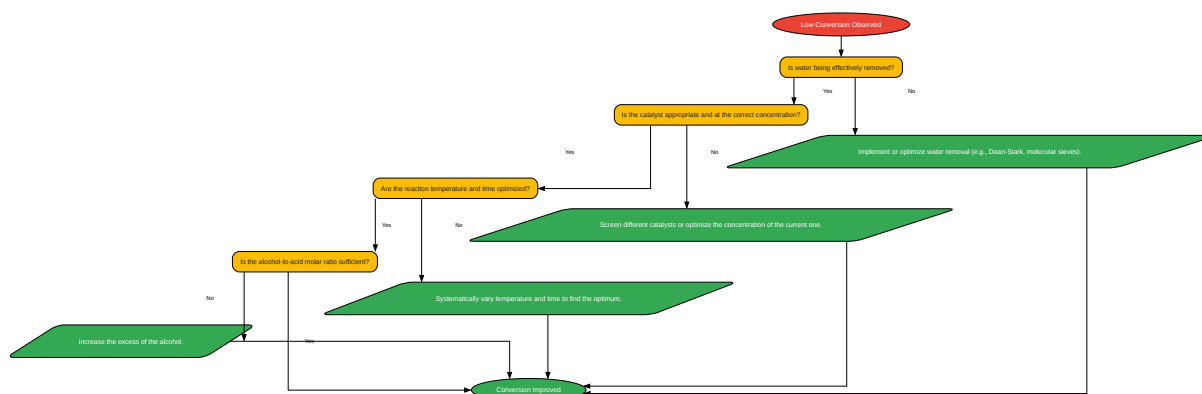 Low Conversion Observed
Is water being effectively removed?
Yes
No
Is the catalyst appropriate and at the correct concentration?
Yes
No
Implement or optimize water removal (e.g., Dean-Stark, molecular sieves).
Are the reaction temperature and time optimized?
Yes
No
Screen different catalysts or optimize the concentration of the current one.
Is the alcohol-to-acid molar ratio sufficient?
No
Systematically vary temperature and time to find the optimum.
Increase the excess of the alcohol.
Yes
Conversion Improved